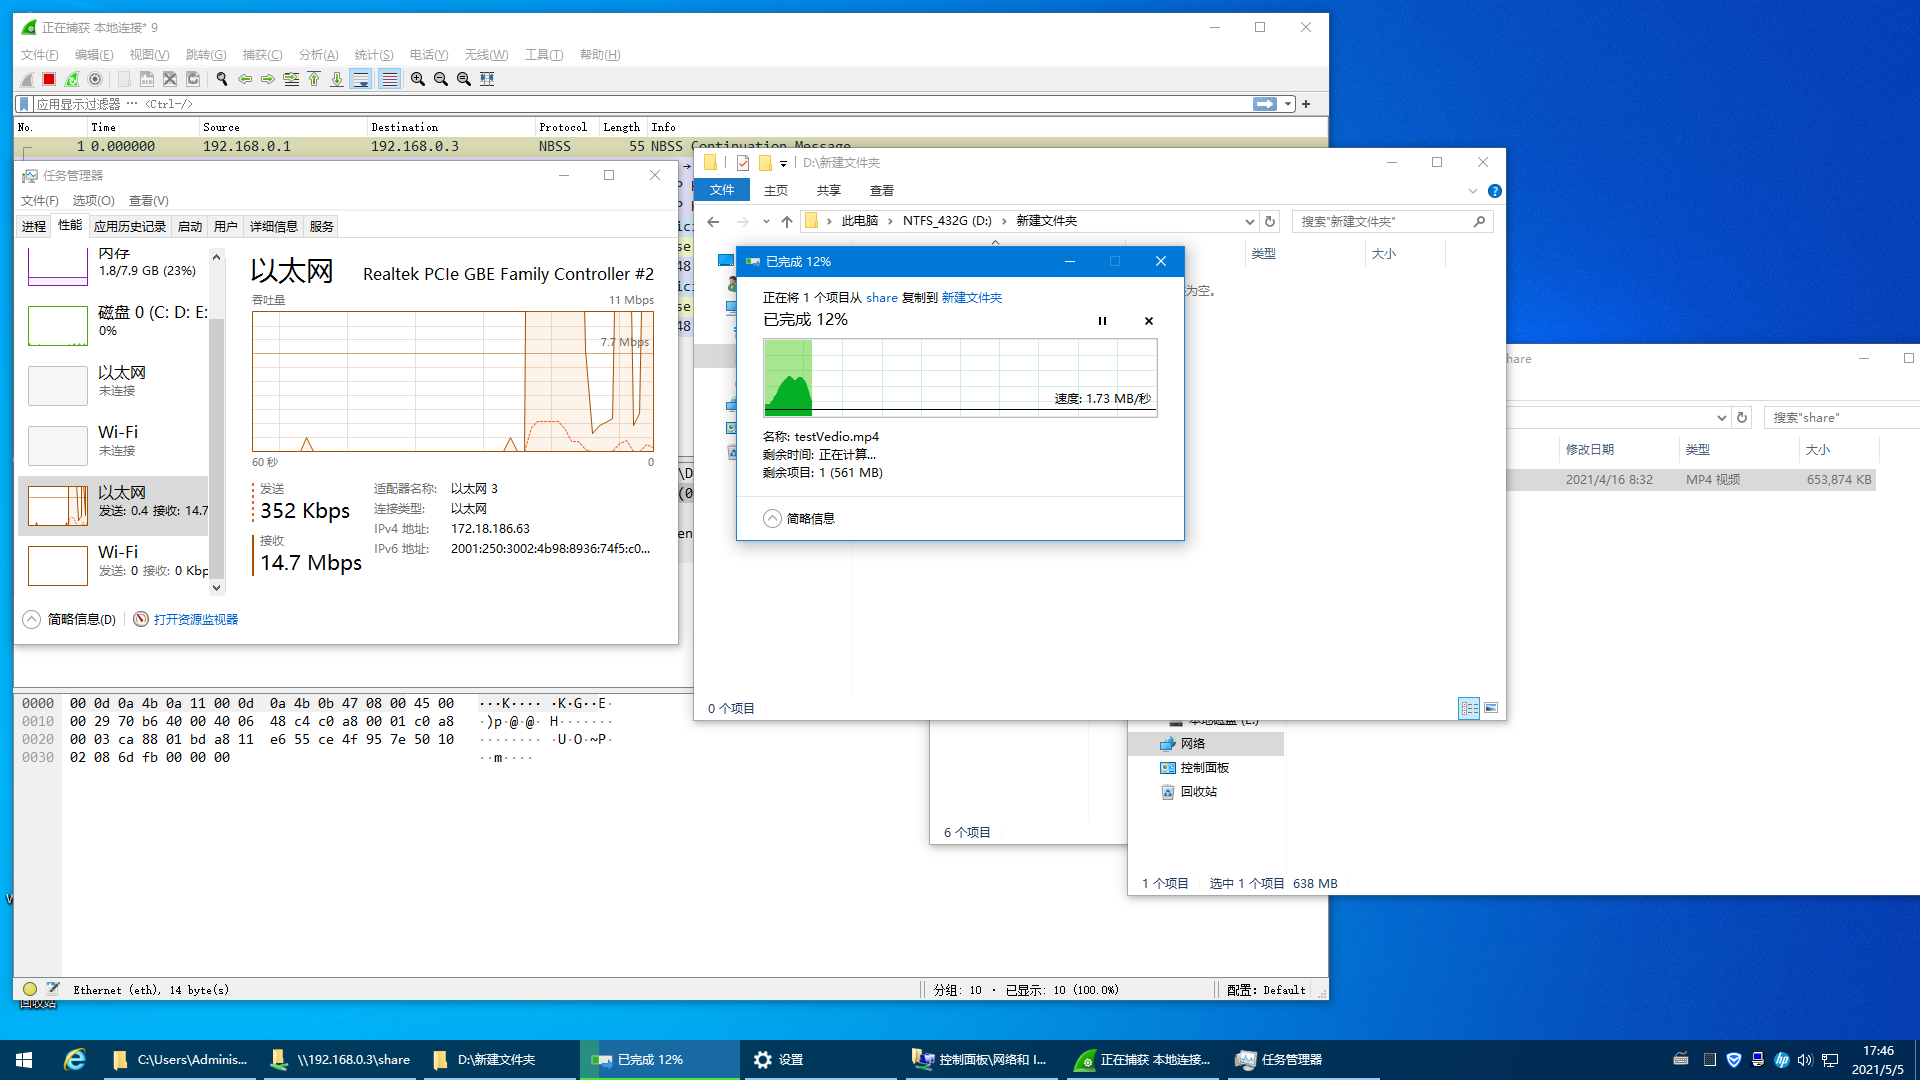 正在捕获 本地连接* 9
文件(F) 编辑(E) 视图(V) 跳转(G) 捕获(C) 分析(A) 统计(S) 电话(Y) 无线(W) 工具(T) 帮助(H)
应用显示过滤器 … <Ctrl-/>
No. Time Source Destination Protocol Length Info
1 0.000000 192.168.0.1 192.168.0.3 NBSS 55 NBSS Continuation Message
任务管理器
文件(F) 选项(O) 查看(V)
进程 性能 应用历史记录 启动 用户 详细信息 服务
内存
1.8/7.9 GB (23%)
磁盘 0 (C: D: E:
0%
以太网
未连接
Wi-Fi
未连接
以太网
发送: 0.4 接收: 14.7
Wi-Fi
发送: 0 接收: 0 Kbp
以太网 Realtek PCIe GBE Family Controller #2
吞吐量 11 Mbps
7.7 Mbps
60 秒 0
发送
352 Kbps
接收
14.7 Mbps
适配器名称: 以太网 3
连接类型: 以太网
IPv4 地址: 172.18.186.63
IPv6 地址: 2001:250:3002:4b98:8936:74f5:c0...
简略信息(D) 打开资源监视器
D:\新建文件夹
文件 主页 共享 查看
此电脑 NTFS_432G (D:) 新建文件夹
搜索"新建文件夹"
类型 大小
为空。
0 个项目
已完成 12%
正在将 1 个项目从 share 复制到 新建文件夹
已完成 12%
速度: 1.73 MB/秒
名称: testVedio.mp4
剩余时间: 正在计算...
剩余项目: 1 (561 MB)
简略信息
hare
搜索"share"
修改日期 类型 大小
2021/4/16 8:32 MP4 视频 653,874 KB
网络
控制面板
回收站
6 个项目
1 个项目 选中 1 个项目 638 MB
0000 00 0d 0a 4b 0a 11 00 0d 0a 4b 0b 47 08 00 45 00 ···K···· ·K·G··E·
0010 00 29 70 b6 40 00 40 06 48 c4 c0 a8 00 01 c0 a8 ·)p·@·@· H·······
0020 00 03 ca 88 01 bd a8 11 e6 55 ce 4f 95 7e 50 10 ········ ·U·O·~P·
0030 02 08 6d fb 00 00 00 ··m····
Ethernet (eth), 14 byte(s)
分组: 10 · 已显示: 10 (100.0%)
配置: Default
回收站
C:\Users\Adminis...
\\192.168.0.3\share
D:\新建文件夹
已完成 12%
设置
控制面板\网络和 I...
正在捕获 本地连接...
任务管理器
17:46
2021/5/5